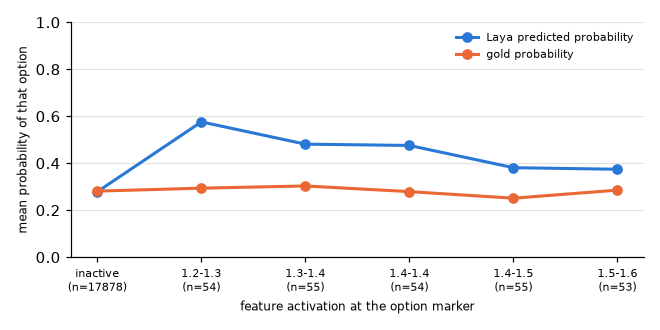 1.0
0.8
0.6
0.4
0.2
0.0
mean probability of that option
Laya predicted probability
gold probability
inactive
(n=17878)
1.2-1.3
(n=54)
1.3-1.4
(n=55)
1.4-1.4
(n=54)
1.4-1.5
(n=55)
1.5-1.6
(n=53)
feature activation at the option marker